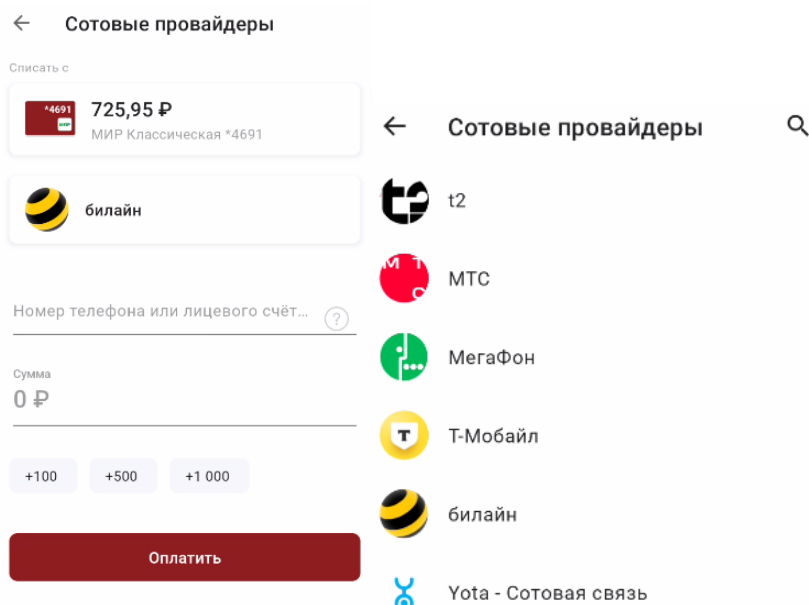 Сотовые провайдеры
Списать с
*4691
725,95 ₽
МИР Классическая *4691
билайн
Номер телефона или лицевого счёт...
?
Сумма
0 ₽
+100
+500
+1 000
Оплатить
Сотовые провайдеры
t2
t2
М Т С
МТС
МегаФон
Т
Т-Мобайл
билайн
Yota - Сотовая связь